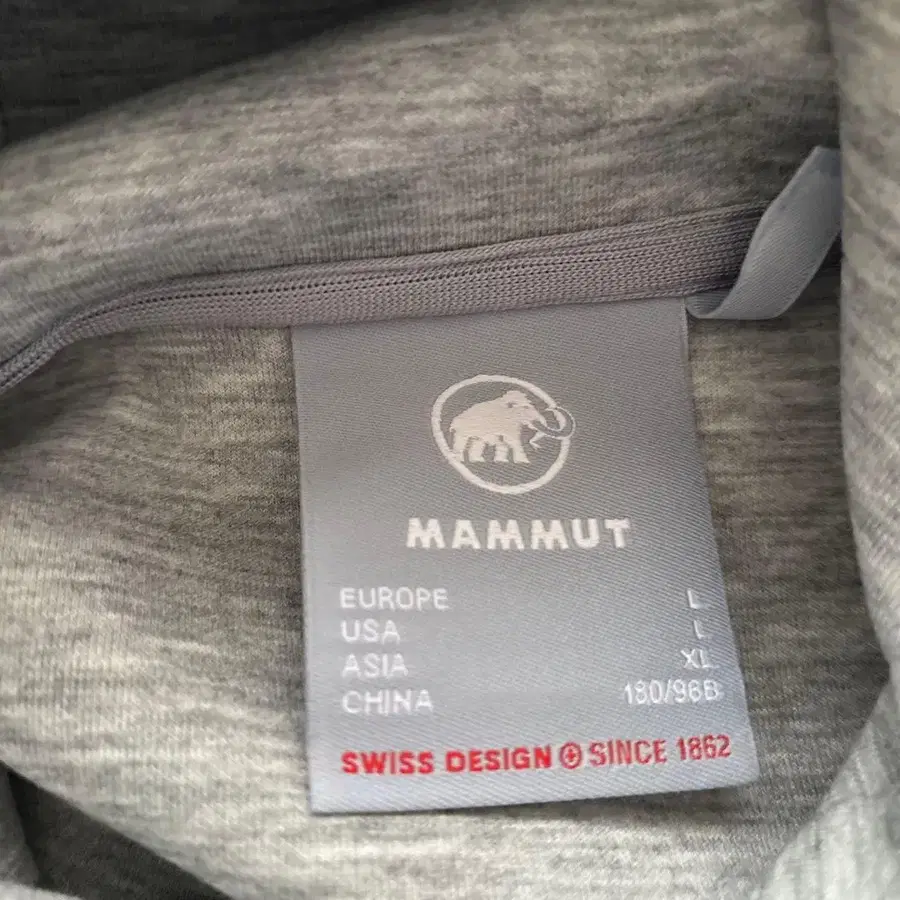 MAMMUT
EUROPE L
USA L
ASIA XL
CHINA 180/96B
SWISS DESIGN SINCE 1862